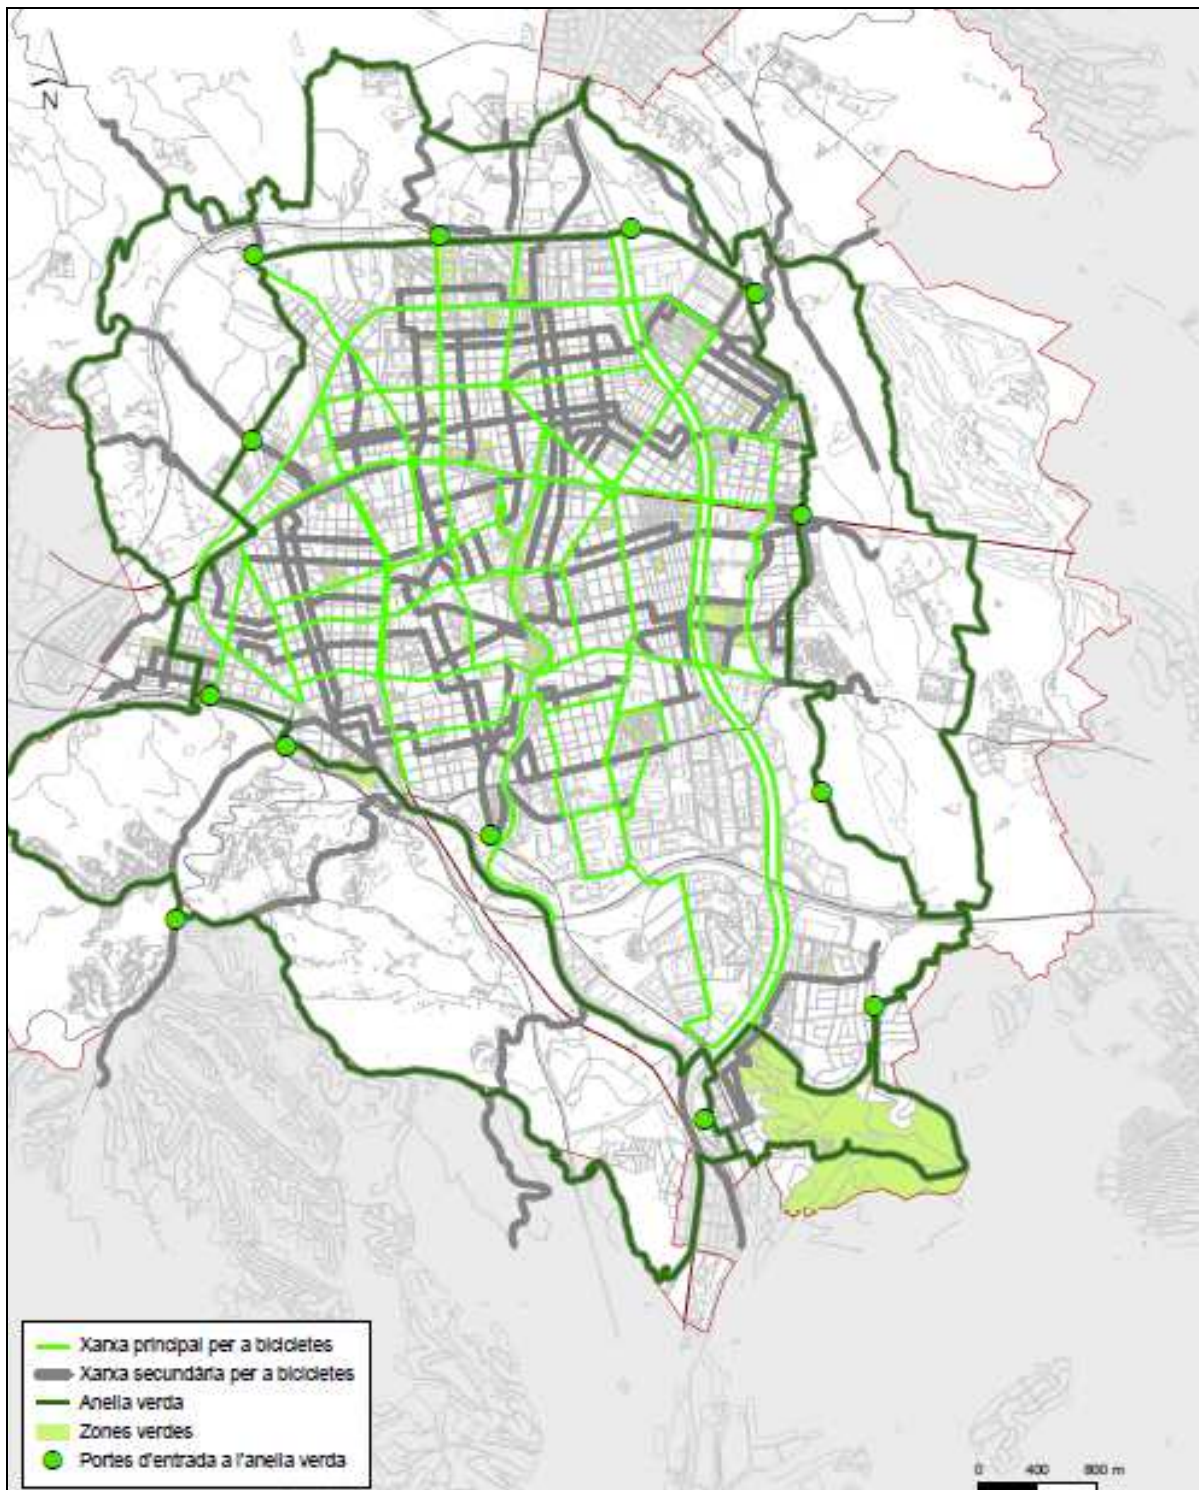 N
Xarxa principal per a bicicletes
Xarxa secundària per a bicicletes
Anella verda
Zones verdes
Portes d'entrada a l'anella verda
0 400 800 m